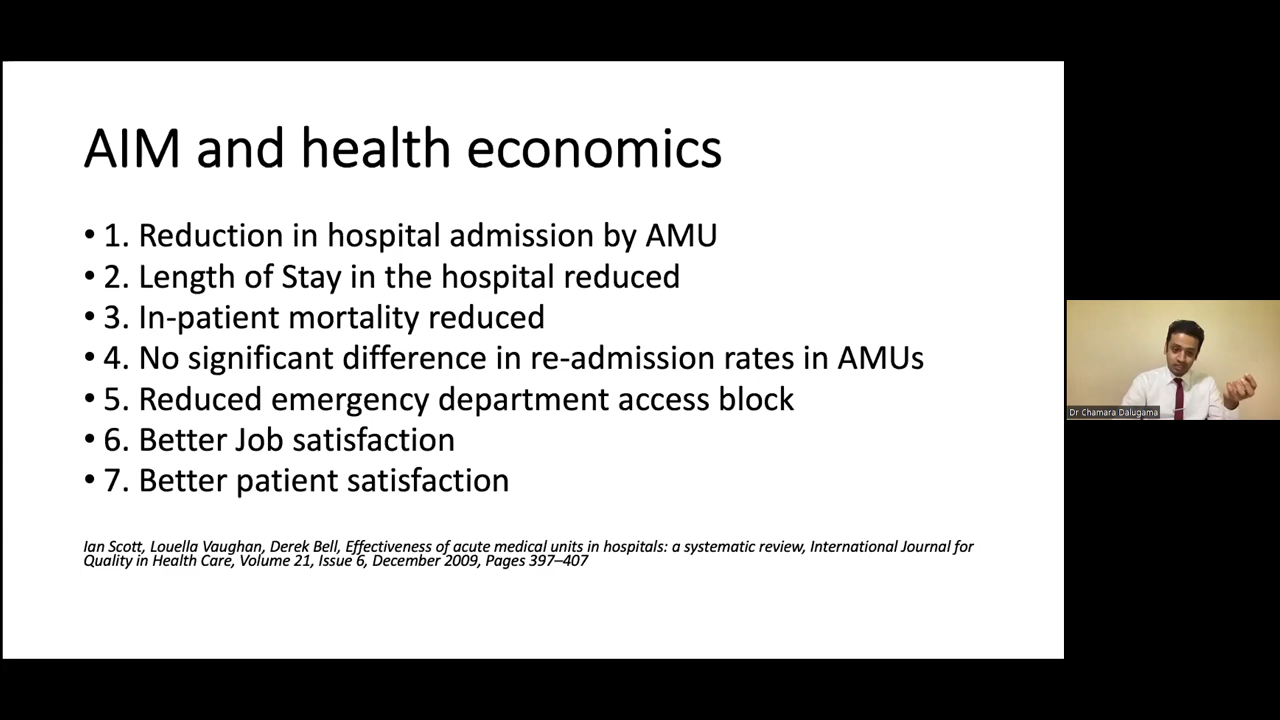 AIM and health economics
• 1. Reduction in hospital admission by AMU
• 2. Length of Stay in the hospital reduced
• 3. In-patient mortality reduced
• 4. No significant difference in re-admission rates in AMUs
• 5. Reduced emergency department access block
• 6. Better Job satisfaction
• 7. Better patient satisfaction
Ian Scott, Louella Vaughan, Derek Bell, Effectiveness of acute medical units in hospitals: a systematic review, International Journal for
Quality in Health Care, Volume 21, Issue 6, December 2009, Pages 397–407
Dr Chamara Dalugama